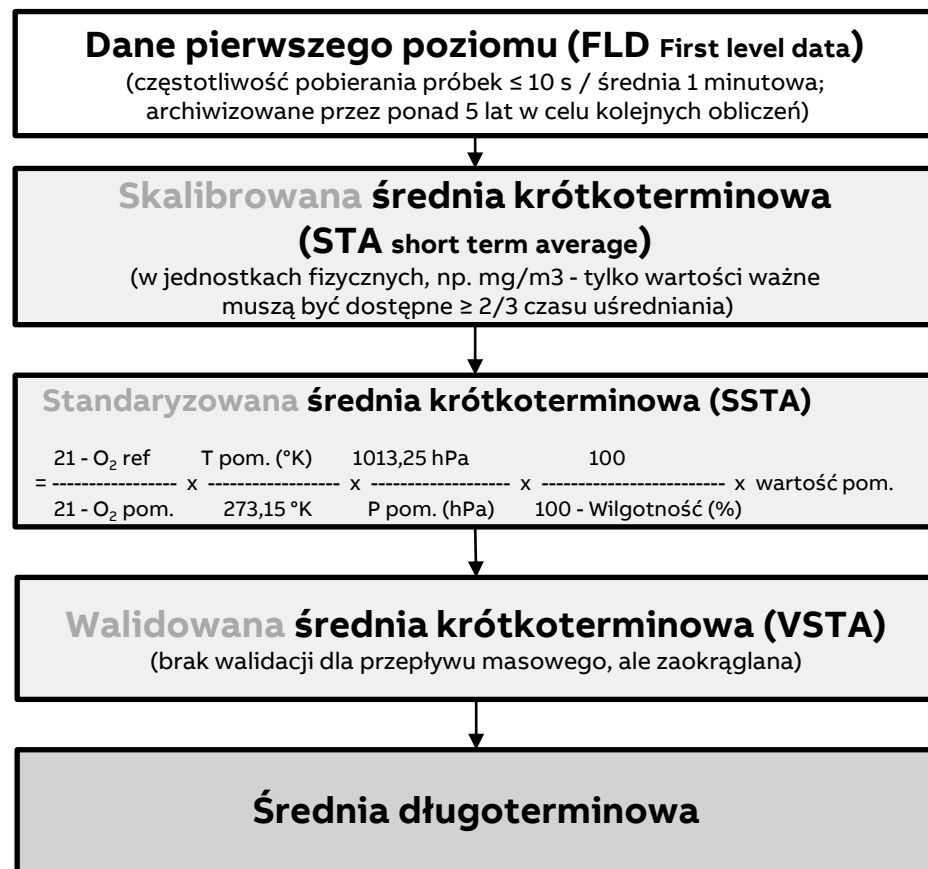 Dane pierwszego poziomu (FLD First level data)
(częstotliwość pobierania próbek ≤ 10 s / średnia 1 minutowa;
archiwizowane przez ponad 5 lat w celu kolejnych obliczeń)
Skalibrowana średnia krótkoterminowa
(STA short term average)
(w jednostkach fizycznych, np. mg/m3 - tylko wartości ważne
muszą być dostępne ≥ 2/3 czasu uśredniania)
Standaryzowana średnia krótkoterminowa (SSTA)
21 - O₂ ref T pom. (°K) 1013,25 hPa 100
= ----------------- x ------------------ x ------------------- x ------------------------- x wartość pom.
21 - O₂ pom. 273,15 °K P pom. (hPa) 100 - Wilgotność (%)
Walidowana średnia krótkoterminowa (VSTA)
(brak walidacji dla przepływu masowego, ale zaokrąglana)
Średnia długoterminowa